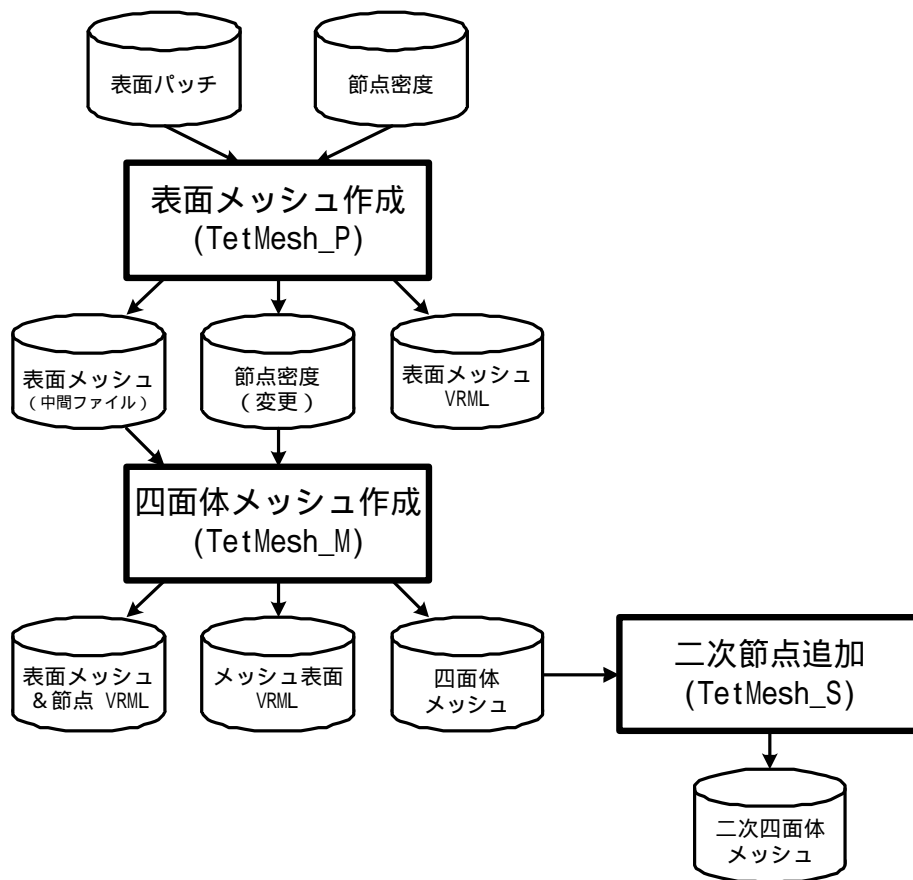 表面パッチ
節点密度
表面メッシュ作成
(TetMesh_P)
表面メッシュ
(中間ファイル)
節点密度
(変更)
表面メッシュ
VRML
四面体メッシュ作成
(TetMesh_M)
表面メッシュ
&節点 VRML
メッシュ表面
VRML
四面体
メッシュ
二次節点追加
(TetMesh_S)
二次四面体
メッシュ